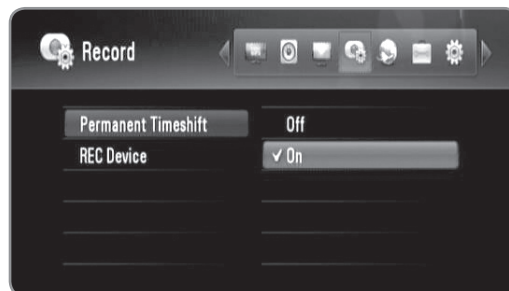 Record
Permanent Timeshift
Off
REC Device
✓ On